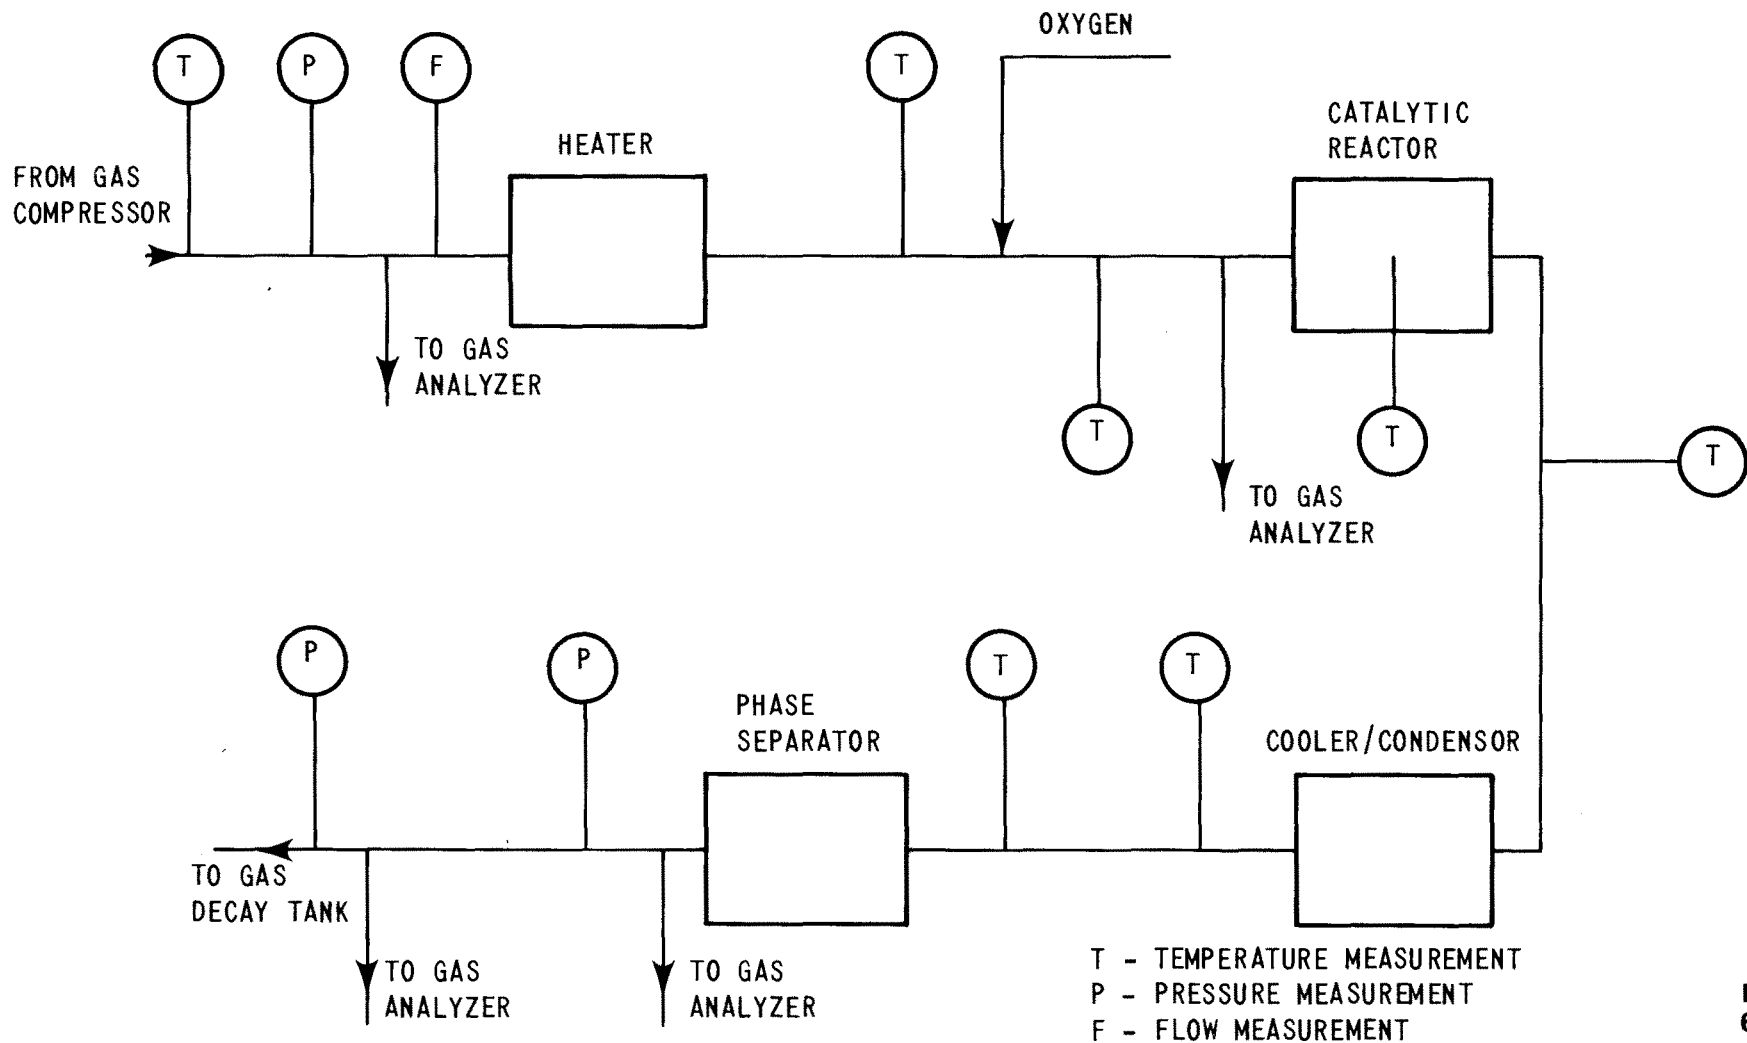 OXYGEN
T
P
F
T
CATALYTIC
REACTOR
HEATER
FROM GAS
COMPRESSOR
TO GAS
ANALYZER
T
T
T
TO GAS
ANALYZER
P
P
T
T
PHASE
SEPARATOR
COOLER/CONDENSOR
TO GAS
DECAY TANK
TO GAS
ANALYZER
TO GAS
ANALYZER
T - TEMPERATURE MEASUREMENT
P - PRESSURE MEASUREMENT
F - FLOW MEASUREMENT